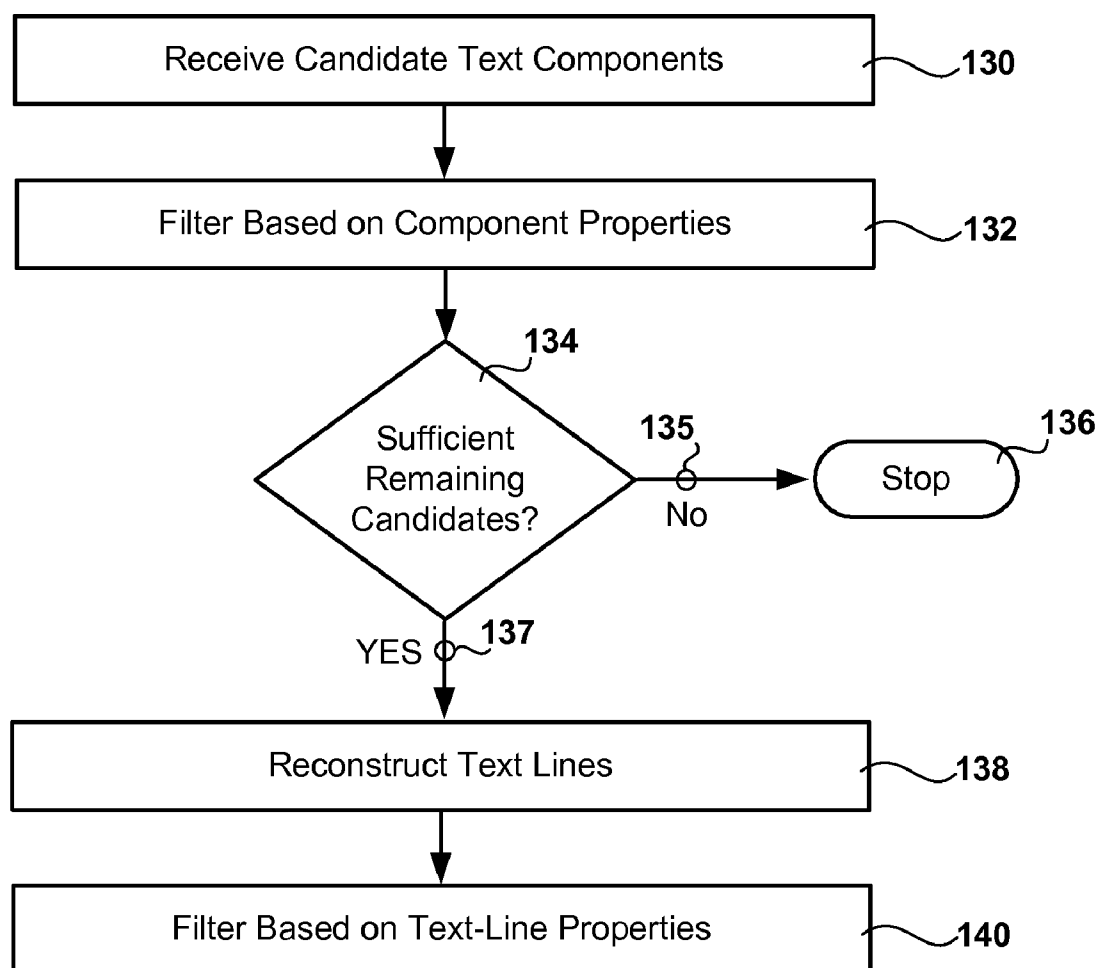 Receive Candidate Text Components
130
Filter Based on Component Properties
132
134
Sufficient
Remaining
Candidates?
135
No
136
Stop
YES
137
Reconstruct Text Lines
138
Filter Based on Text-Line Properties
140